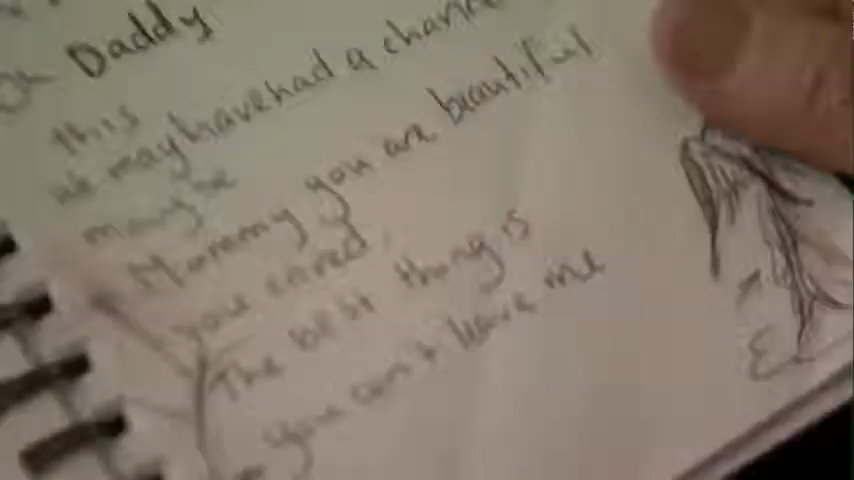 Oh Daddy
this
we may have had a chance
maybe
Mommy you are beautiful
you cared,
The best thing is
you can't leave me